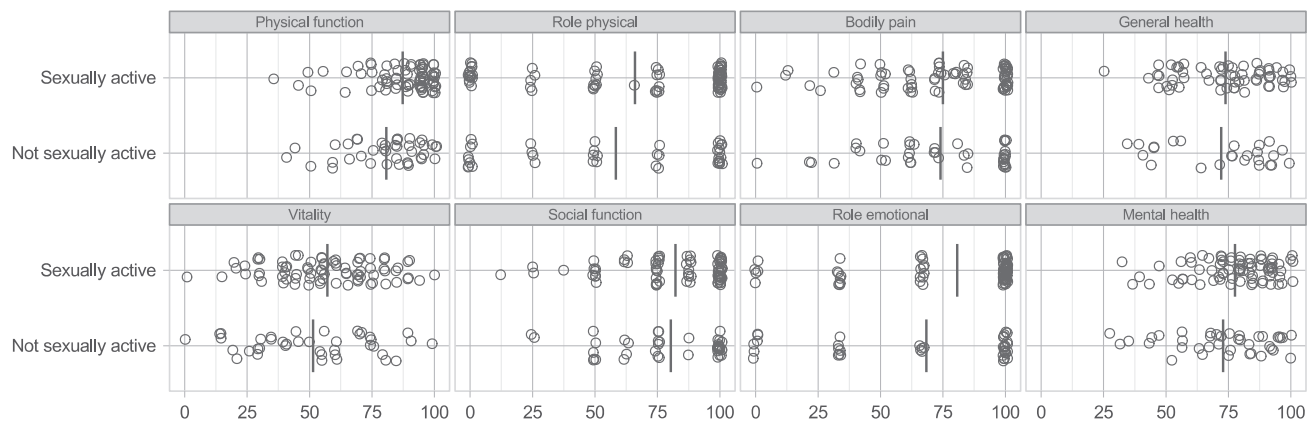 Physical function Role physical Bodily pain General health
Sexually active
Not sexually active
Vitality Social function Role emotional Mental health
Sexually active
Not sexually active
0 25 50 75 100 0 25 50 75 100 0 25 50 75 100 0 25 50 75 100